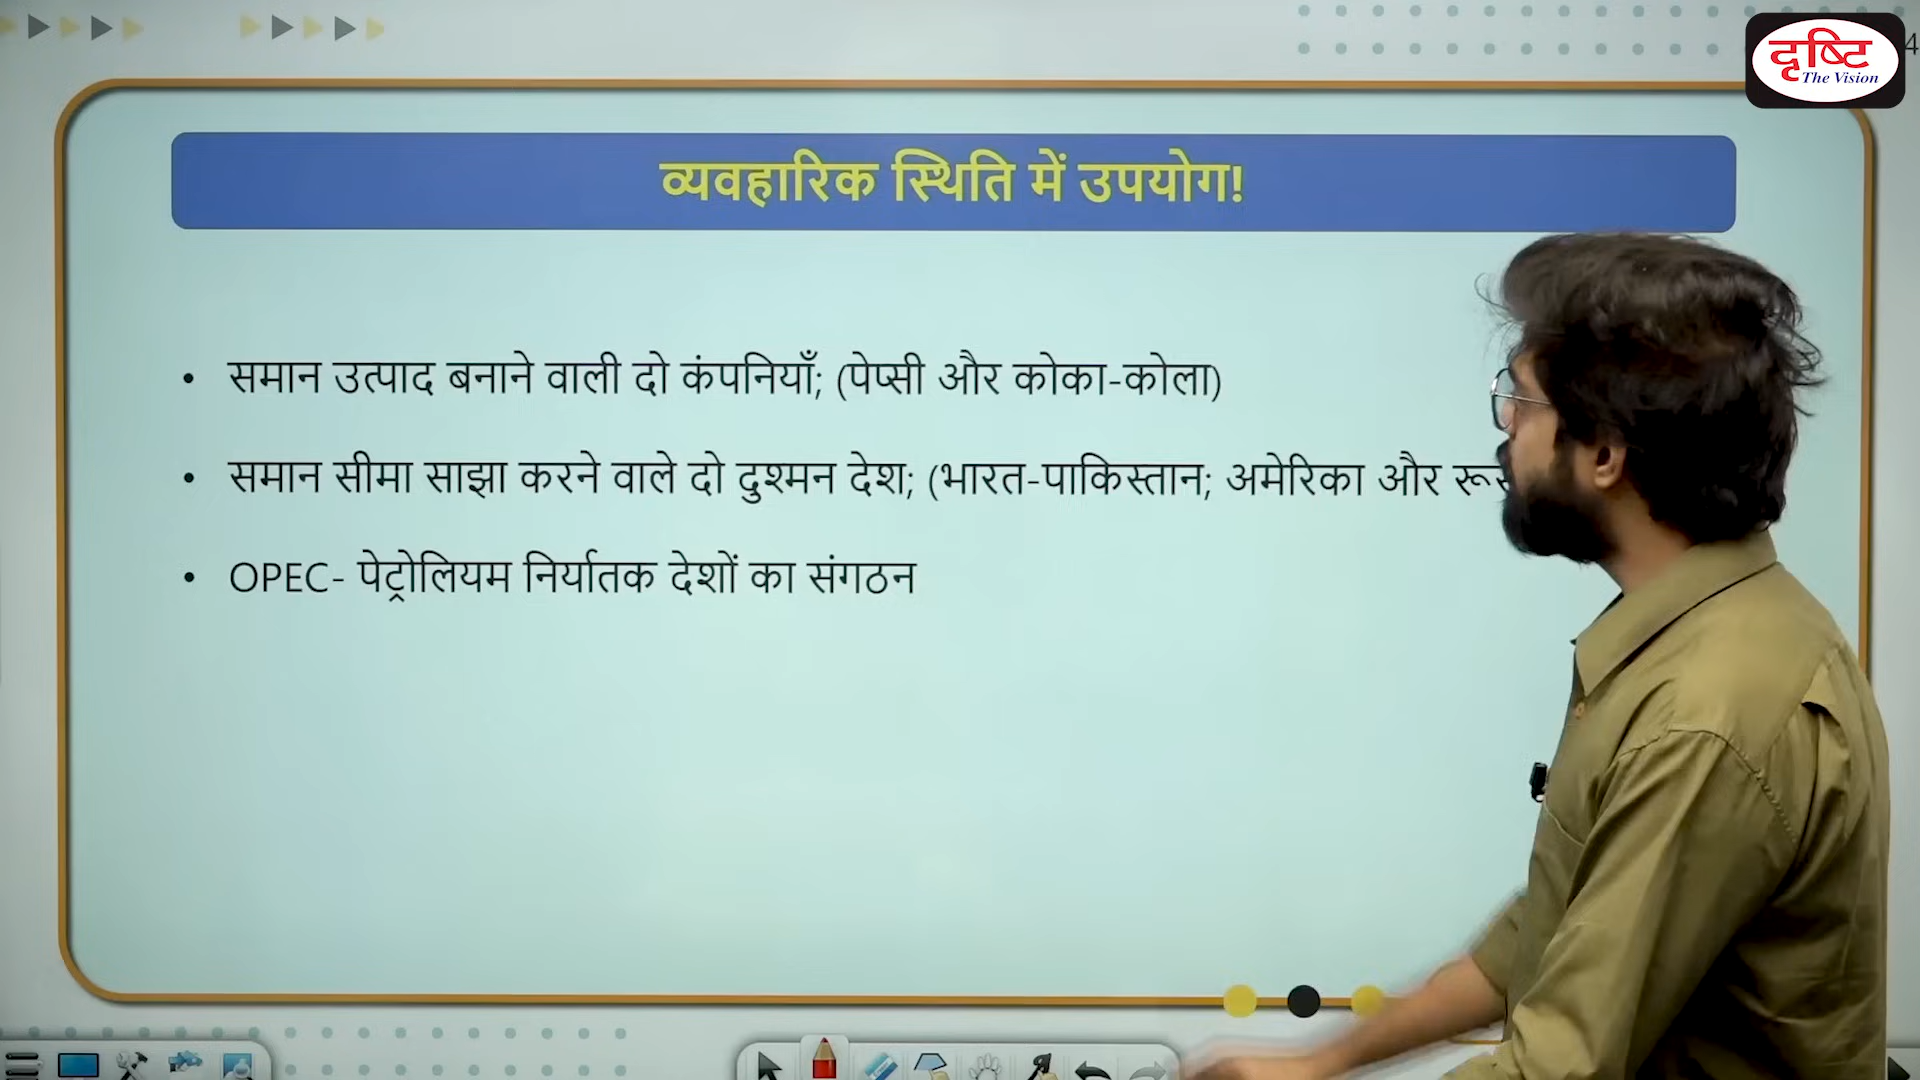 दृष्टि
The Vision
4
व्यवहारिक स्थिति में उपयोग!
• समान उत्पाद बनाने वाली दो कंपनियाँ; (पेप्सी और कोका-कोला)
• समान सीमा साझा करने वाले दो दुश्मन देश; (भारत-पाकिस्तान; अमेरिका और
• OPEC- पेट्रोलियम निर्यातक देशों का संगठन